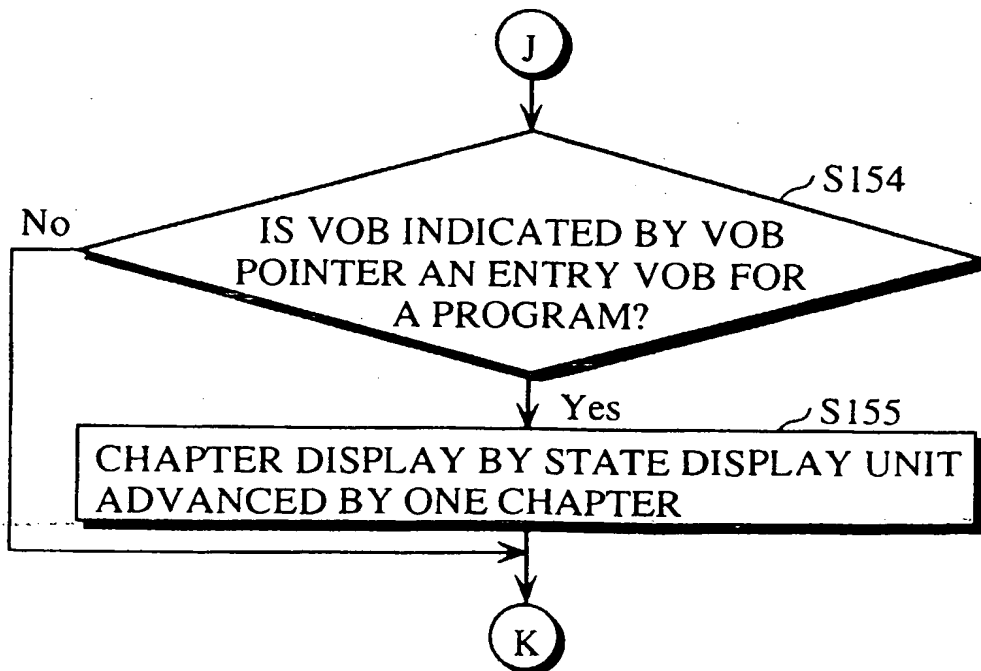 J
S154
No
IS VOB INDICATED BY VOB
POINTER AN ENTRY VOB FOR
A PROGRAM?
Yes
S155
CHAPTER DISPLAY BY STATE DISPLAY UNIT
ADVANCED BY ONE CHAPTER
K